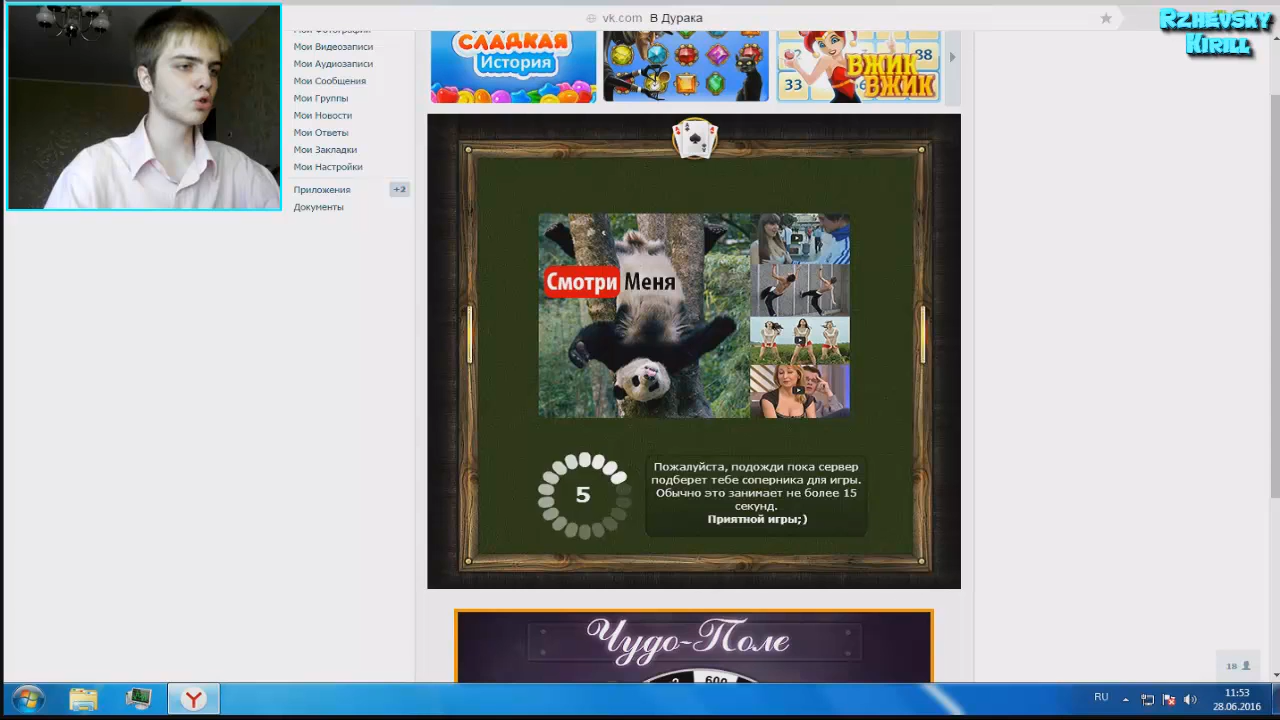 vk.com В Дурака
Rzhevsky
Kirill
Мои Фотографии
Мои Видеозаписи
Мои Аудиозаписи
Мои Сообщения
Мои Группы
Мои Новости
Мои Ответы
Мои Закладки
Мои Настройки
Приложения +2
Документы
СЛАДКАЯ
История
38
33
ВЖИК
ВЖИК
Смотри Меня
5
Пожалуйста, подожди пока сервер
подберет тебе соперника для игры.
Обычно это занимает не более 15
секунд.
Приятной игры;)
Чудо-Поле
600
18
RU
11:53
28.06.2016